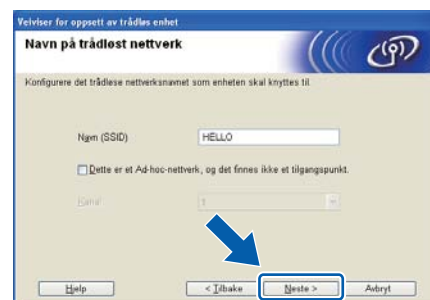 Veiviser for oppsett av trådløs enhet
Navn på trådløst nettverk
Konfigurere det trådløse nettverksnavnet som enheten skal knyttes til.
Navn (SSID)
HELLO
Dette er et Ad-hoc-nettverk, og det finnes ikke et tilgangspunkt.
Kanal
1
Hjelp
< Tilbake
Neste >
Avbryt